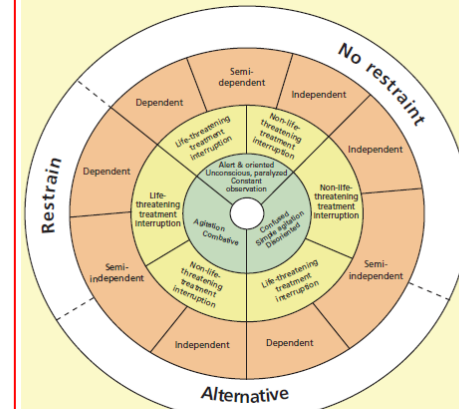 No restraint
Restrain
Alternative
Semi-
dependent
Dependent
Independent
Dependent
Independent
Semi-
independent
Semi-
independent
Independent
Dependent
Life-threatening
treatment
interruption
Non-life-
threatening
treatment
interruption
Life-
threatening
treatment
interruption
Non-life-
threatening
treatment
interruption
Non-life-
threatening
treatment
interruption
Life-threatening
treatment
interruption
Alert & oriented
Unconscious, paralyzed
Constant
observation
Agitation
Combative
Confused
Simple agitation
Disoriented